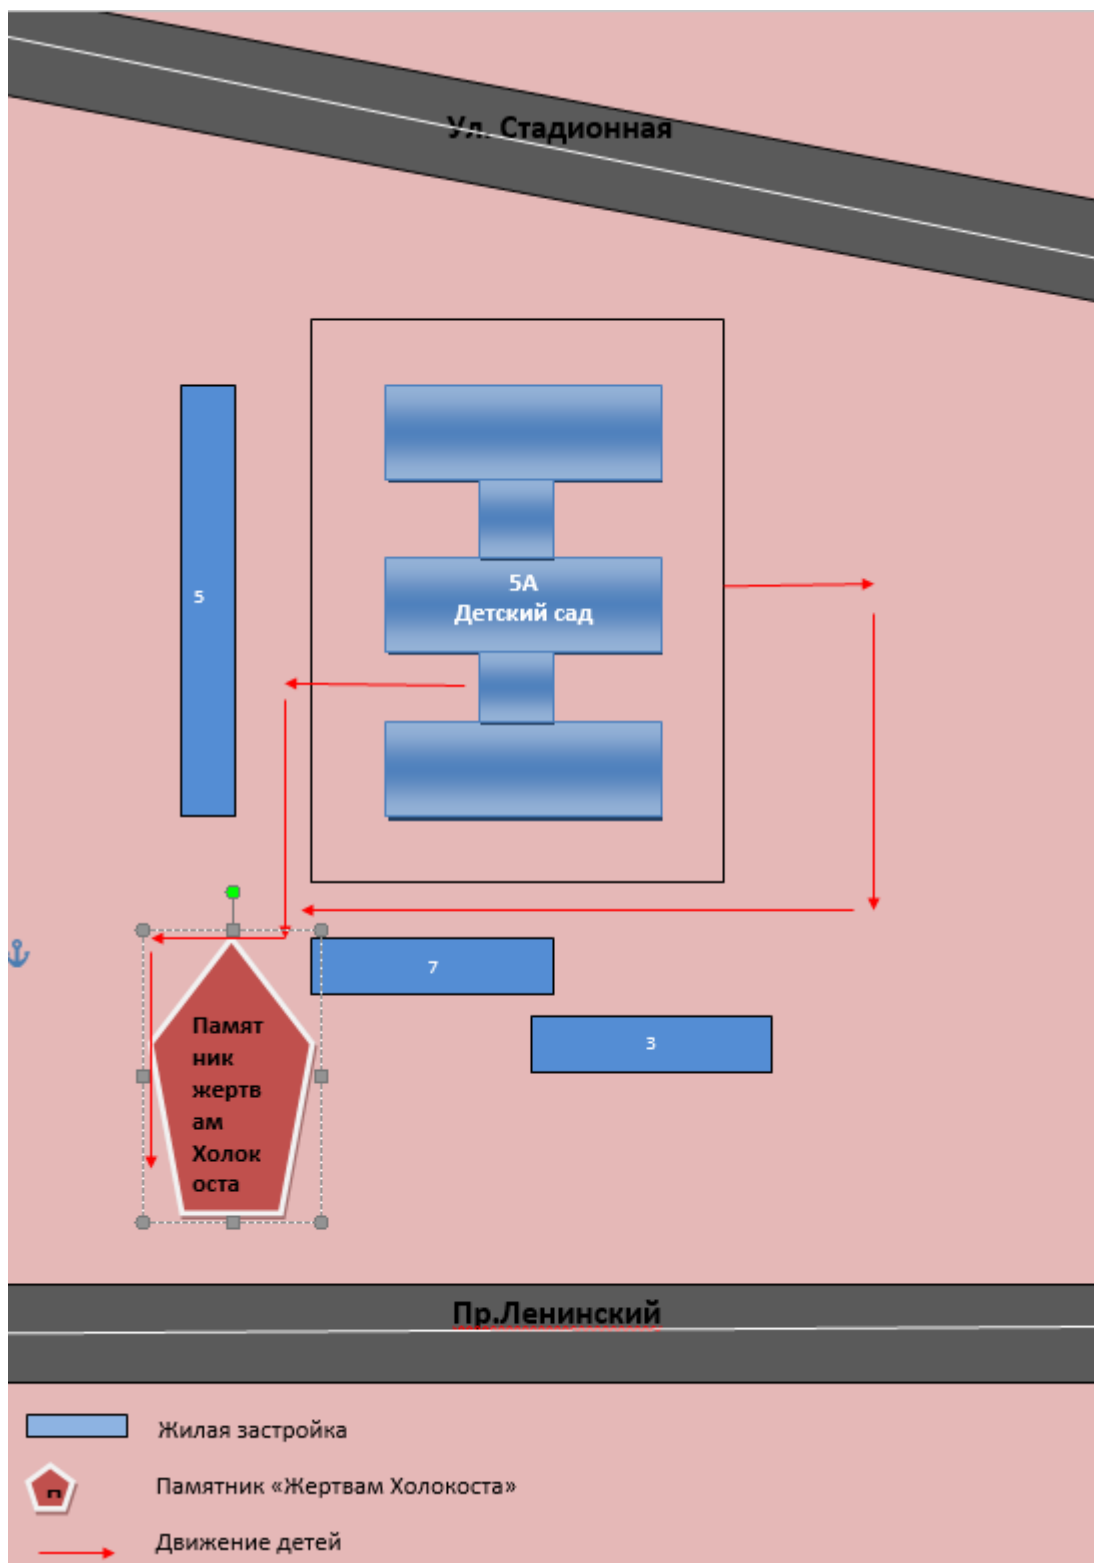 Ул. Стадионная
5А
Детский сад
5
7
3
Памят
ник
жертв
ам
Холок
оста
Пр.Ленинский
Жилая застройка
П
Памятник «Жертвам Холокоста»
Движение детей